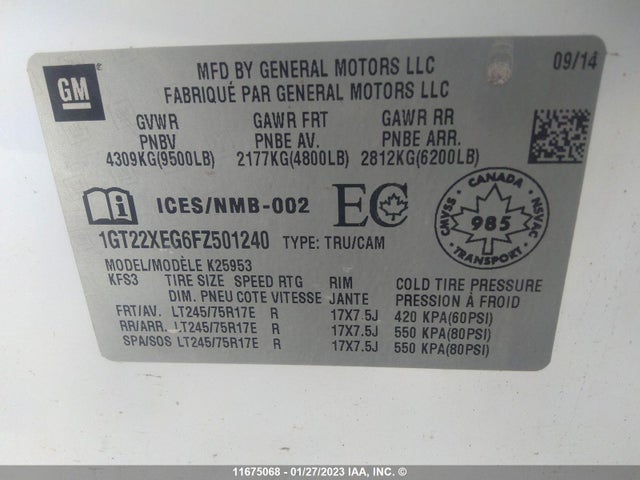 GM
MFD BY GENERAL MOTORS LLC 09/14
FABRIQUÉ PAR GENERAL MOTORS LLC
GVWR GAWR FRT GAWR RR
PNBV PNBE AV. PNBE ARR.
4309KG(9500LB) 2177KG(4800LB) 2812KG(6200LB)
ICES/NMB-002 EC
CANADA
CMVSS 985 NSVAC
TRANSPORT
1GT22XEG6FZ501240 TYPE: TRU/CAM
MODEL/MODÈLE K25953
KFS3 TIRE SIZE SPEED RTG RIM COLD TIRE PRESSURE
DIM. PNEU COTE VITESSE JANTE PRESSION À FROID
FRT/AV. LT245/75R17E R 17X7.5J 420 KPA(60PSI)
RR/ARR. LT245/75R17E R 17X7.5J 550 KPA(80PSI)
SPA/SOS LT245/75R17E R 17X7.5J 550 KPA(80PSI)
11675068 - 01/27/2023 IAA, INC. ©